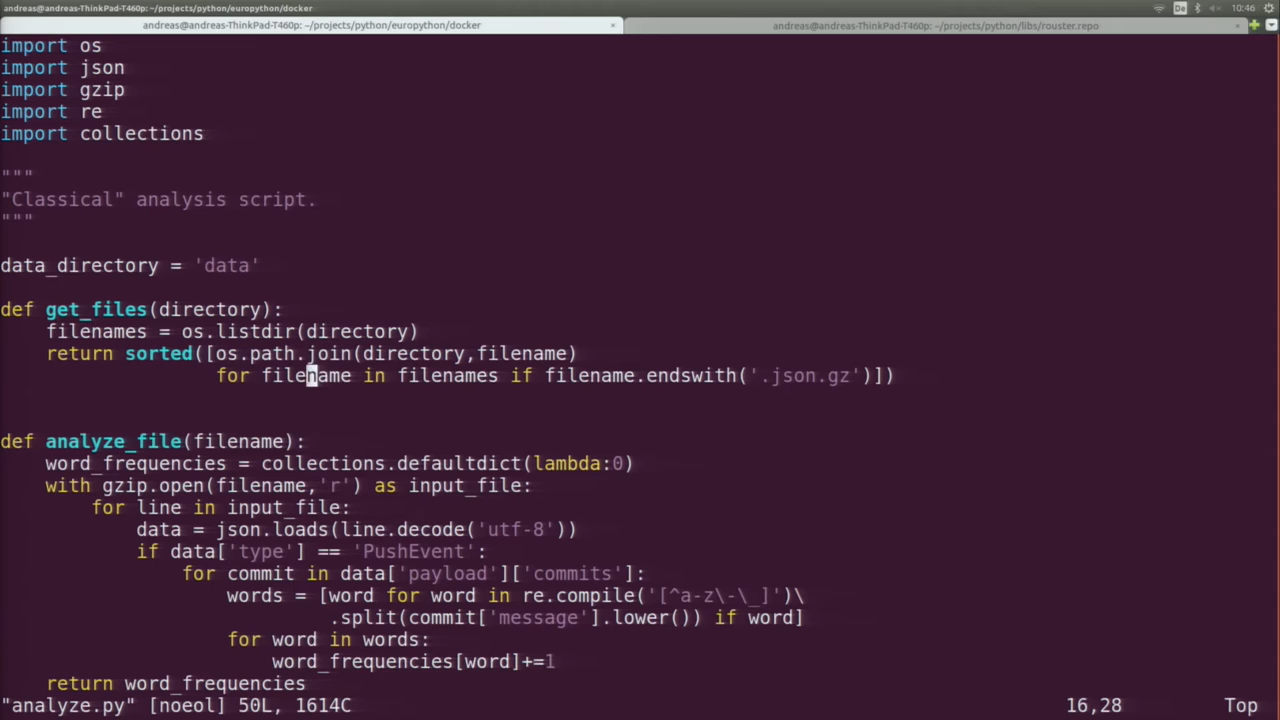 andreas@andreas-ThinkPad-T460p: ~/projects/python/europython/docker
De 10:46
andreas@andreas-ThinkPad-T460p: ~/projects/python/europython/docker × andreas@andreas-ThinkPad-T460p: ~/projects/python/libs/rouster.repo ×
import os
import json
import gzip
import re
import collections
"""
"Classical" analysis script.
"""
data_directory = 'data'
def get_files(directory):
    filenames = os.listdir(directory)
    return sorted([os.path.join(directory,filename)
                   for filename in filenames if filename.endswith('.json.gz')])
def analyze_file(filename):
    word_frequencies = collections.defaultdict(lambda:0)
    with gzip.open(filename,'r') as input_file:
        for line in input_file:
            data = json.loads(line.decode('utf-8'))
            if data['type'] == 'PushEvent':
                for commit in data['payload']['commits']:
                    words = [word for word in re.compile('[^a-z\-\_]')\
                             .split(commit['message'].lower()) if word]
                    for word in words:
                        word_frequencies[word]+=1
    return word_frequencies
"analyze.py" [noeol] 50L, 1614C 16,28 Top